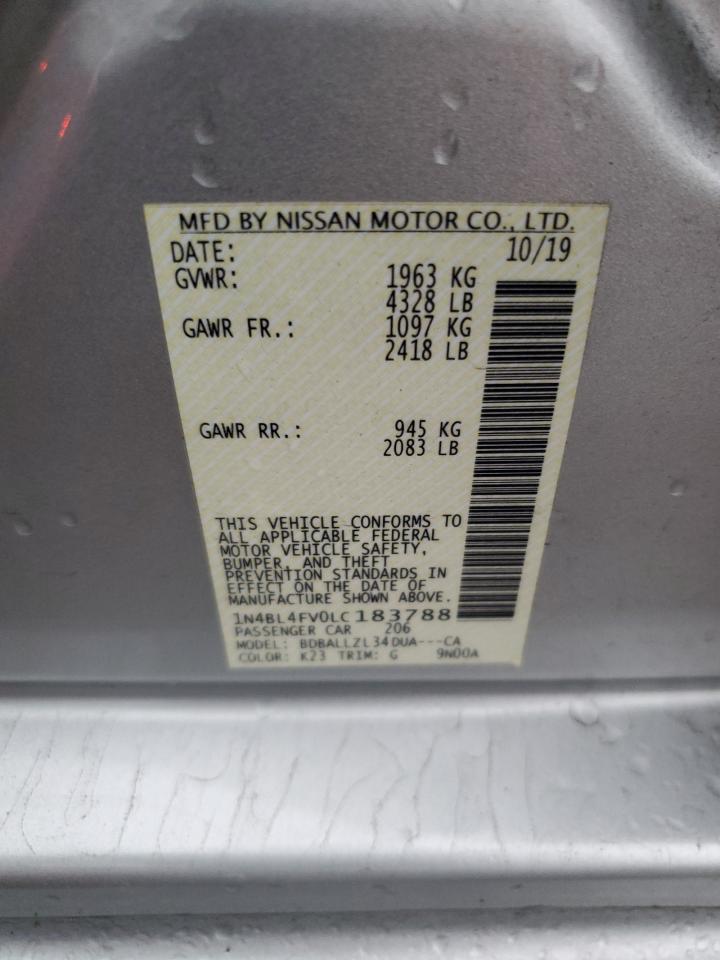 MFD BY NISSAN MOTOR CO., LTD.
DATE: 10/19
GVWR: 1963 KG
4328 LB
GAWR FR.: 1097 KG
2418 LB
GAWR RR.: 945 KG
2083 LB
THIS VEHICLE CONFORMS TO
ALL APPLICABLE FEDERAL
MOTOR VEHICLE SAFETY,
BUMPER, AND THEFT
PREVENTION STANDARDS IN
EFFECT ON THE DATE OF
MANUFACTURE SHOWN ABOVE.
1N4BL4FV0LC183788
PASSENGER CAR 206
MODEL: BDBALLZL34DUA---CA
COLOR: K23 TRIM: G 9N00A